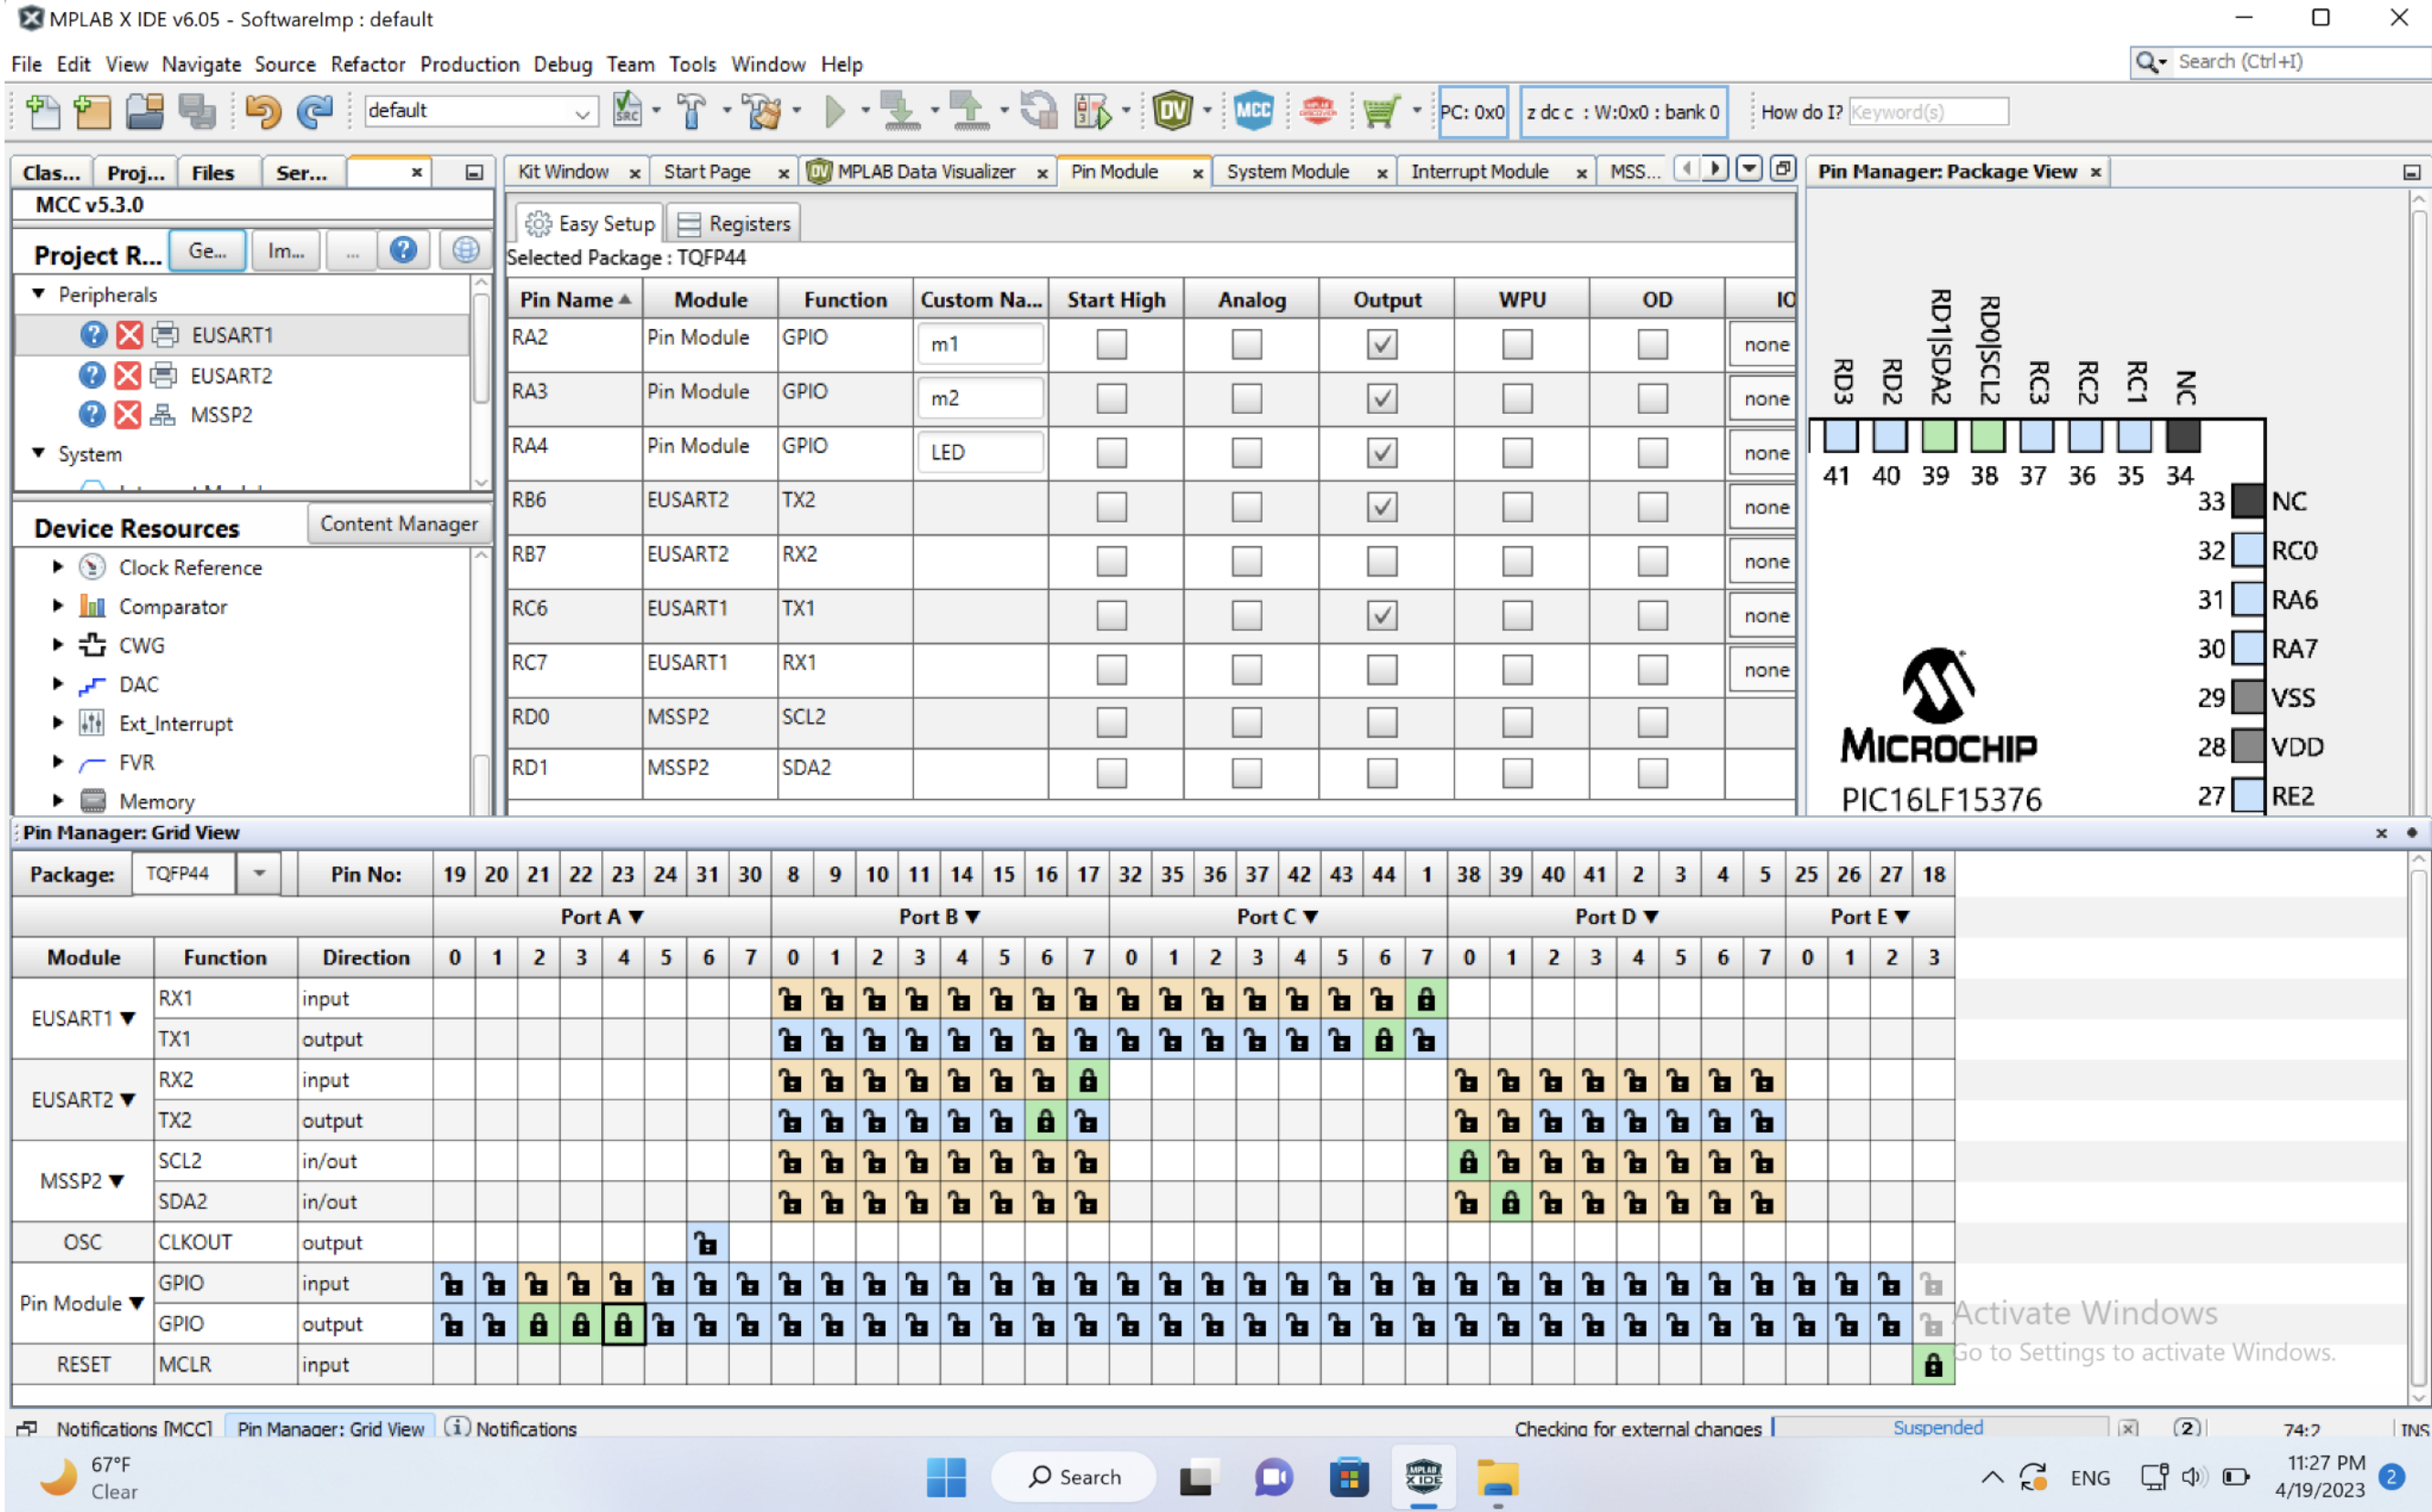 MPLAB X IDE v6.05 - SoftwareImp : default
File Edit View Navigate Source Refactor Production Debug Team Tools Window Help
Search (Ctrl+I)
default
PC: 0x0
z dc c : W:0x0 : bank 0
How do I? Keyword(s)
Clas... Proj... Files Ser...
MCC v5.3.0
Project R... Ge... Im... ...
Peripherals
EUSART1
EUSART2
MSSP2
System
Device Resources Content Manager
Clock Reference
Comparator
CWG
DAC
Ext_Interrupt
FVR
Memory
Kit Window Start Page MPLAB Data Visualizer Pin Module System Module Interrupt Module MSS...
Easy Setup Registers
Selected Package : TQFP44
Pin Name Module Function Custom Na... Start High Analog Output WPU OD IO
RA2 Pin Module GPIO m1 none
RA3 Pin Module GPIO m2 none
RA4 Pin Module GPIO LED none
RB6 EUSART2 TX2 none
RB7 EUSART2 RX2 none
RC6 EUSART1 TX1 none
RC7 EUSART1 RX1 none
RD0 MSSP2 SCL2
RD1 MSSP2 SDA2
Pin Manager: Package View
RD3 RD2 RD1|SDA2 RD0|SCL2 RC3 RC2 RC1 NC
41 40 39 38 37 36 35 34
33 NC
32 RC0
31 RA6
30 RA7
29 VSS
28 VDD
27 RE2
MICROCHIP
PIC16LF15376
Pin Manager: Grid View
Package: TQFP44 Pin No: 19 20 21 22 23 24 31 30 8 9 10 11 14 15 16 17 32 35 36 37 42 43 44 1 38 39 40 41 2 3 4 5 25 26 27 18
Port A Port B Port C Port D Port E
Module Function Direction 0 1 2 3 4 5 6 7 0 1 2 3 4 5 6 7 0 1 2 3 4 5 6 7 0 1 2 3 4 5 6 7 0 1 2 3
EUSART1 RX1 input
TX1 output
EUSART2 RX2 input
TX2 output
MSSP2 SCL2 in/out
SDA2 in/out
OSC CLKOUT output
Pin Module GPIO input
GPIO output
RESET MCLR input
Activate Windows
Go to Settings to activate Windows.
Notifications [MCC] Pin Manager: Grid View Notifications Checking for external changes Suspended 2 74:2 INS
67°F
Clear
Search
MPLAB
X IDE
ENG
11:27 PM
4/19/2023
2